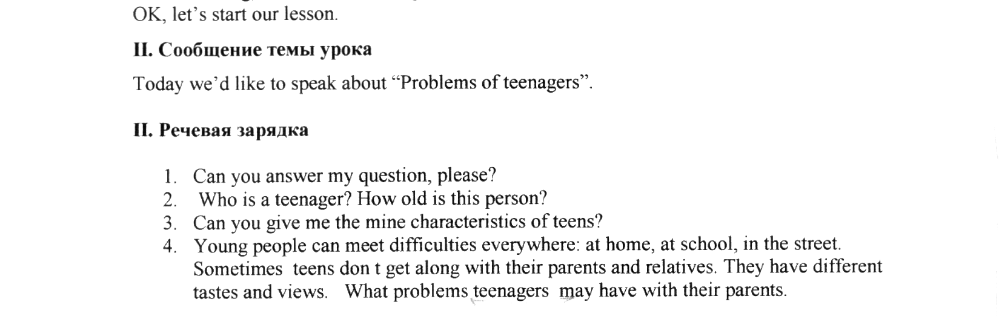 OK, let’s start our lesson.
II. Сообщение темы урока
Today we’d like to speak about “Problems of teenagers”.
II. Речевая зарядка
1. Can you answer my question, please?
2. Who is a teenager? How old is this person?
3. Can you give me the mine characteristics of teens?
4. Young people can meet difficulties everywhere: at home, at school, in the street.
Sometimes teens don t get along with their parents and relatives. They have different
tastes and views. What problems teenagers may have with their parents.